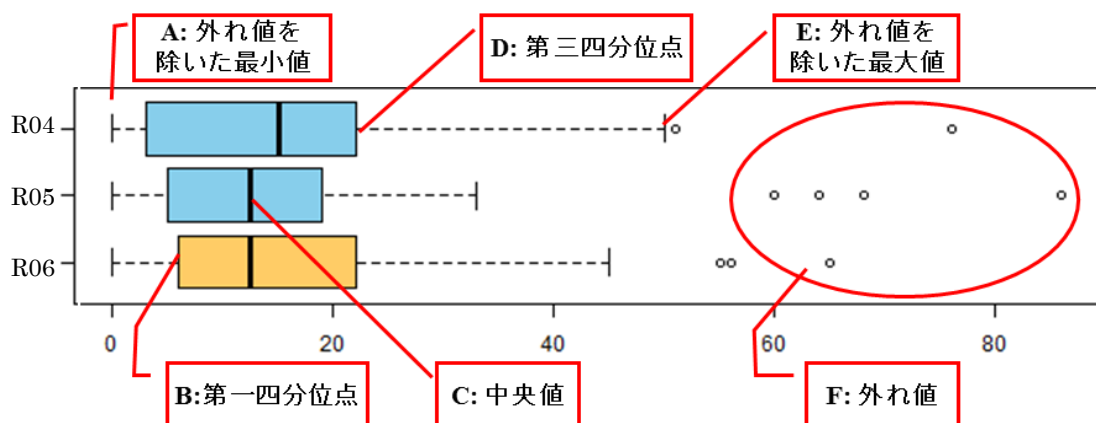 A: 外れ値を
除いた最小値
D: 第三四分位点
E: 外れ値を
除いた最大値
R04
R05
R06
0 20 40 60 80
B:第一四分位点
C: 中央値
F: 外れ値